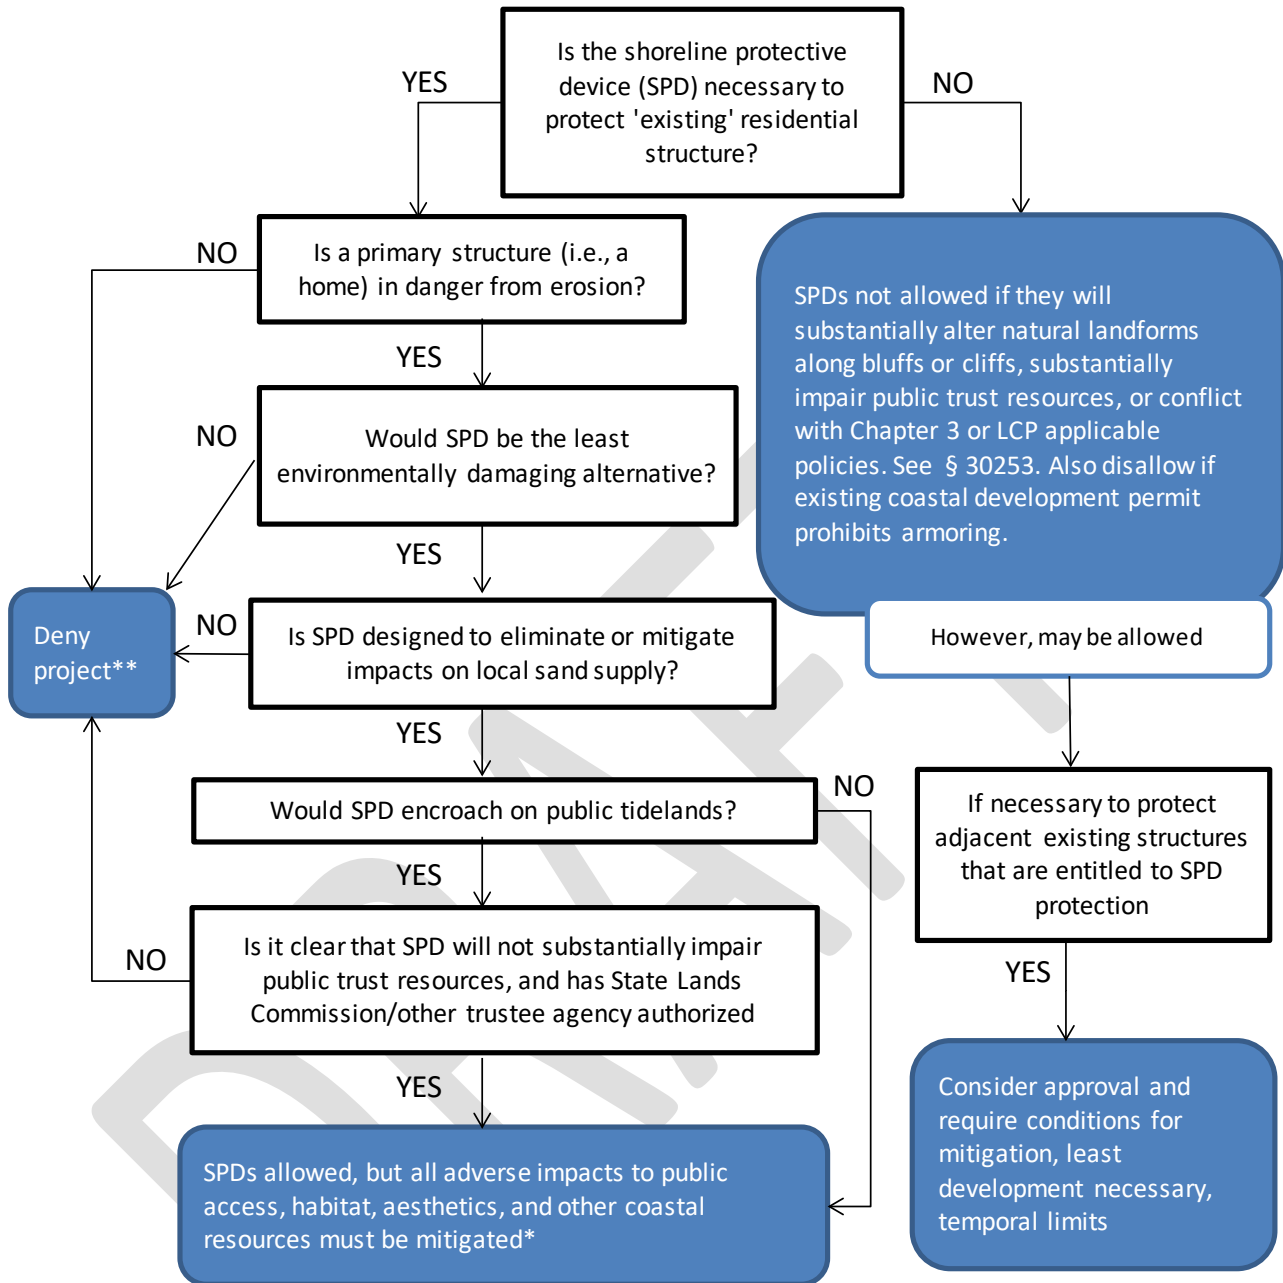 Is the shoreline protective
device (SPD) necessary to
protect 'existing' residential
structure?
YES
NO
Is a primary structure (i.e., a
home) in danger from erosion?
NO
YES
SPDs not allowed if they will
substantially alter natural landforms
along bluffs or cliffs, substantially
impair public trust resources, or conflict
with Chapter 3 or LCP applicable
policies. See § 30253. Also disallow if
existing coastal development permit
prohibits armoring.
Would SPD be the least
environmentally damaging alternative?
NO
YES
Deny
project**
NO
Is SPD designed to eliminate or mitigate
impacts on local sand supply?
However, may be allowed
YES
Would SPD encroach on public tidelands?
NO
YES
If necessary to protect
adjacent existing structures
that are entitled to SPD
protection
NO
Is it clear that SPD will not substantially impair
public trust resources, and has State Lands
Commission/other trustee agency authorized
YES
YES
SPDs allowed, but all adverse impacts to public
access, habitat, aesthetics, and other coastal
resources must be mitigated*
Consider approval and
require conditions for
mitigation, least
development necessary,
temporal limits
DRAFT